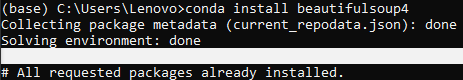 (base) C:\Users\Lenovo>conda install beautifulsoup4
Collecting package metadata (current_repodata.json): done
Solving environment: done
# All requested packages already installed.